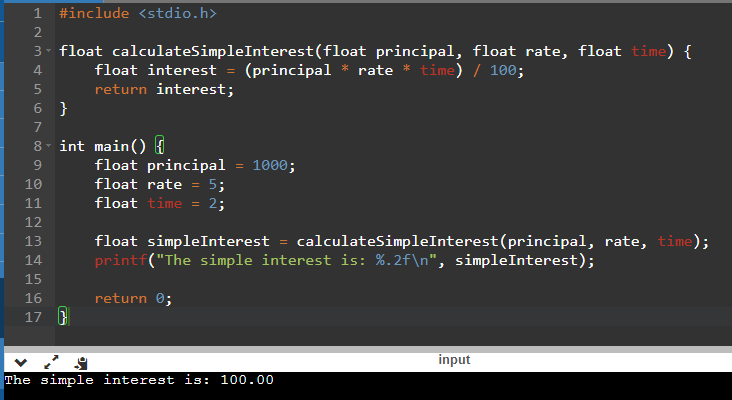 1 #include <stdio.h>
2
3 float calculateSimpleInterest(float principal, float rate, float time) {
4     float interest = (principal * rate * time) / 100;
5     return interest;
6 }
7
8 int main() {
9     float principal = 1000;
10     float rate = 5;
11     float time = 2;
12
13     float simpleInterest = calculateSimpleInterest(principal, rate, time);
14     printf("The simple interest is: %.2f\n", simpleInterest);
15
16     return 0;
17 }
input
The simple interest is: 100.00